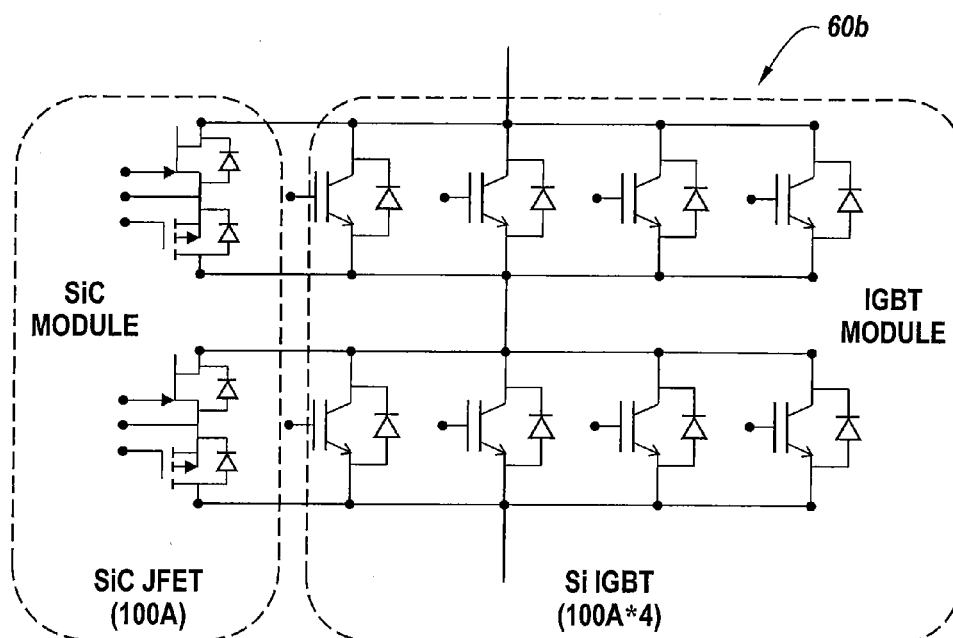 60b
SiC
MODULE
IGBT
MODULE
SiC JFET
(100A)
Si IGBT
(100A*4)